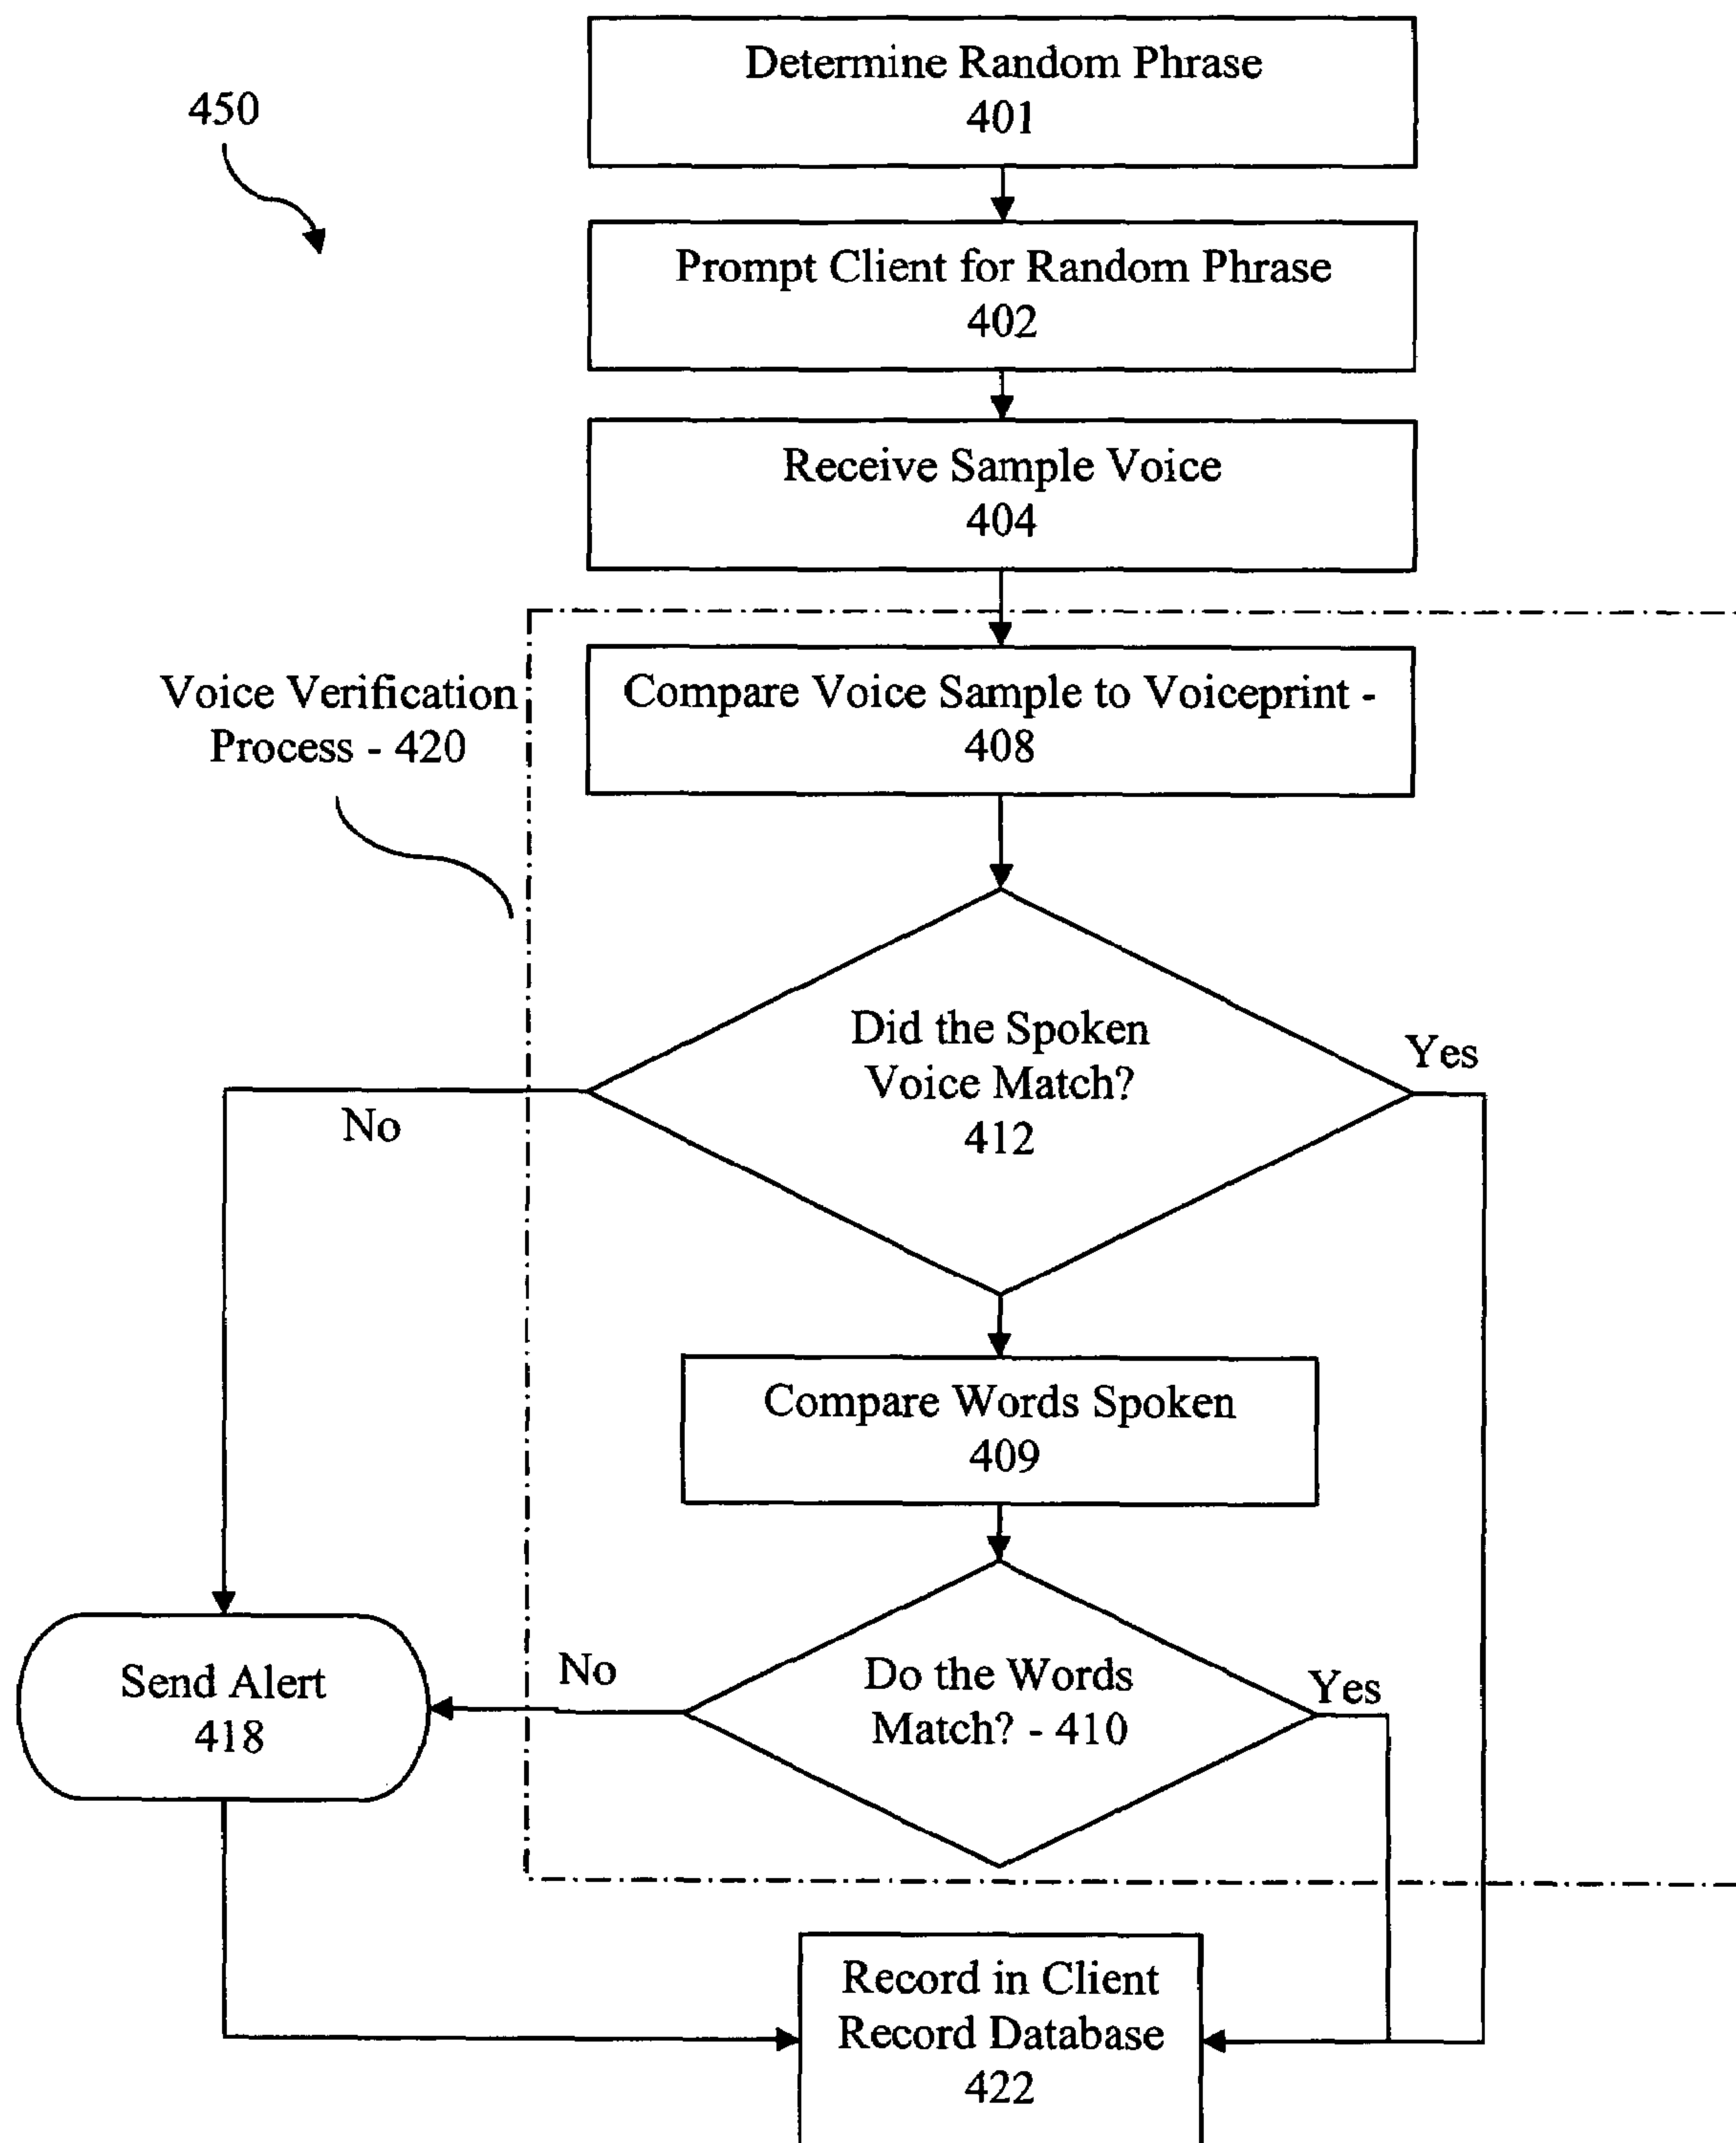 Determine Random Phrase
401
450
Prompt Client for Random Phrase
402
Receive Sample Voice
404
Voice Verification
Process - 420
Compare Voice Sample to Voiceprint -
408
Did the Spoken
Voice Match?
412
Yes
No
Compare Words Spoken
409
Send Alert
418
No
Do the Words
Match? - 410
Yes
Record in Client
Record Database
422